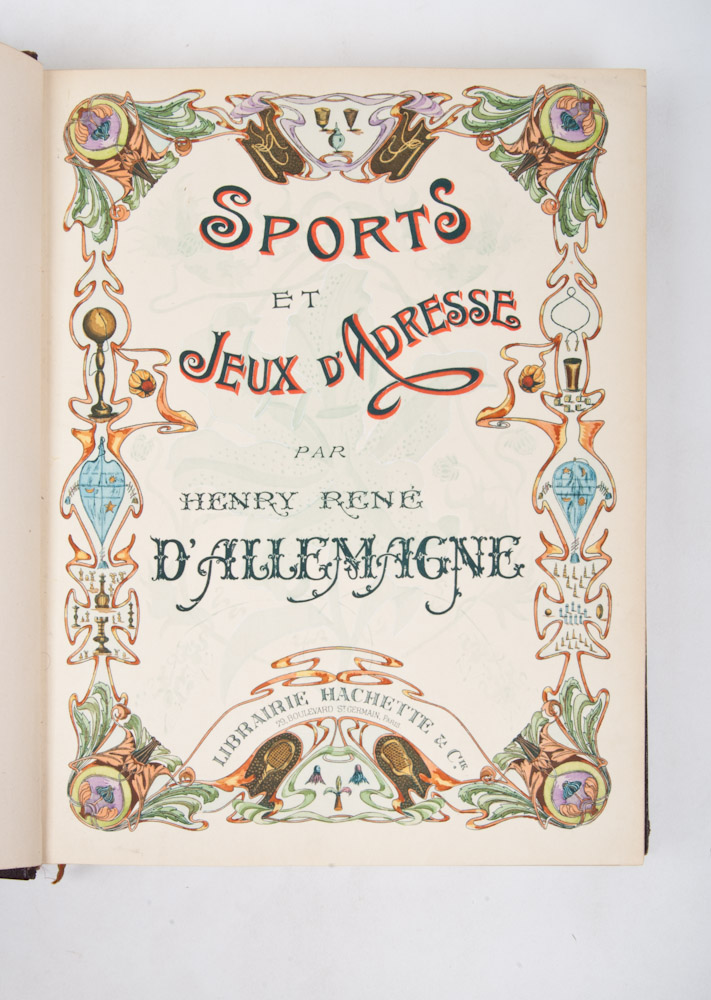 SPORTS
ET
JEUX D'ADRESSE
PAR
HENRY RENÉ
D'ALLEMAGNE
LIBRAIRIE HACHETTE & Cie
79, BOULEVARD St GERMAIN, PARIS